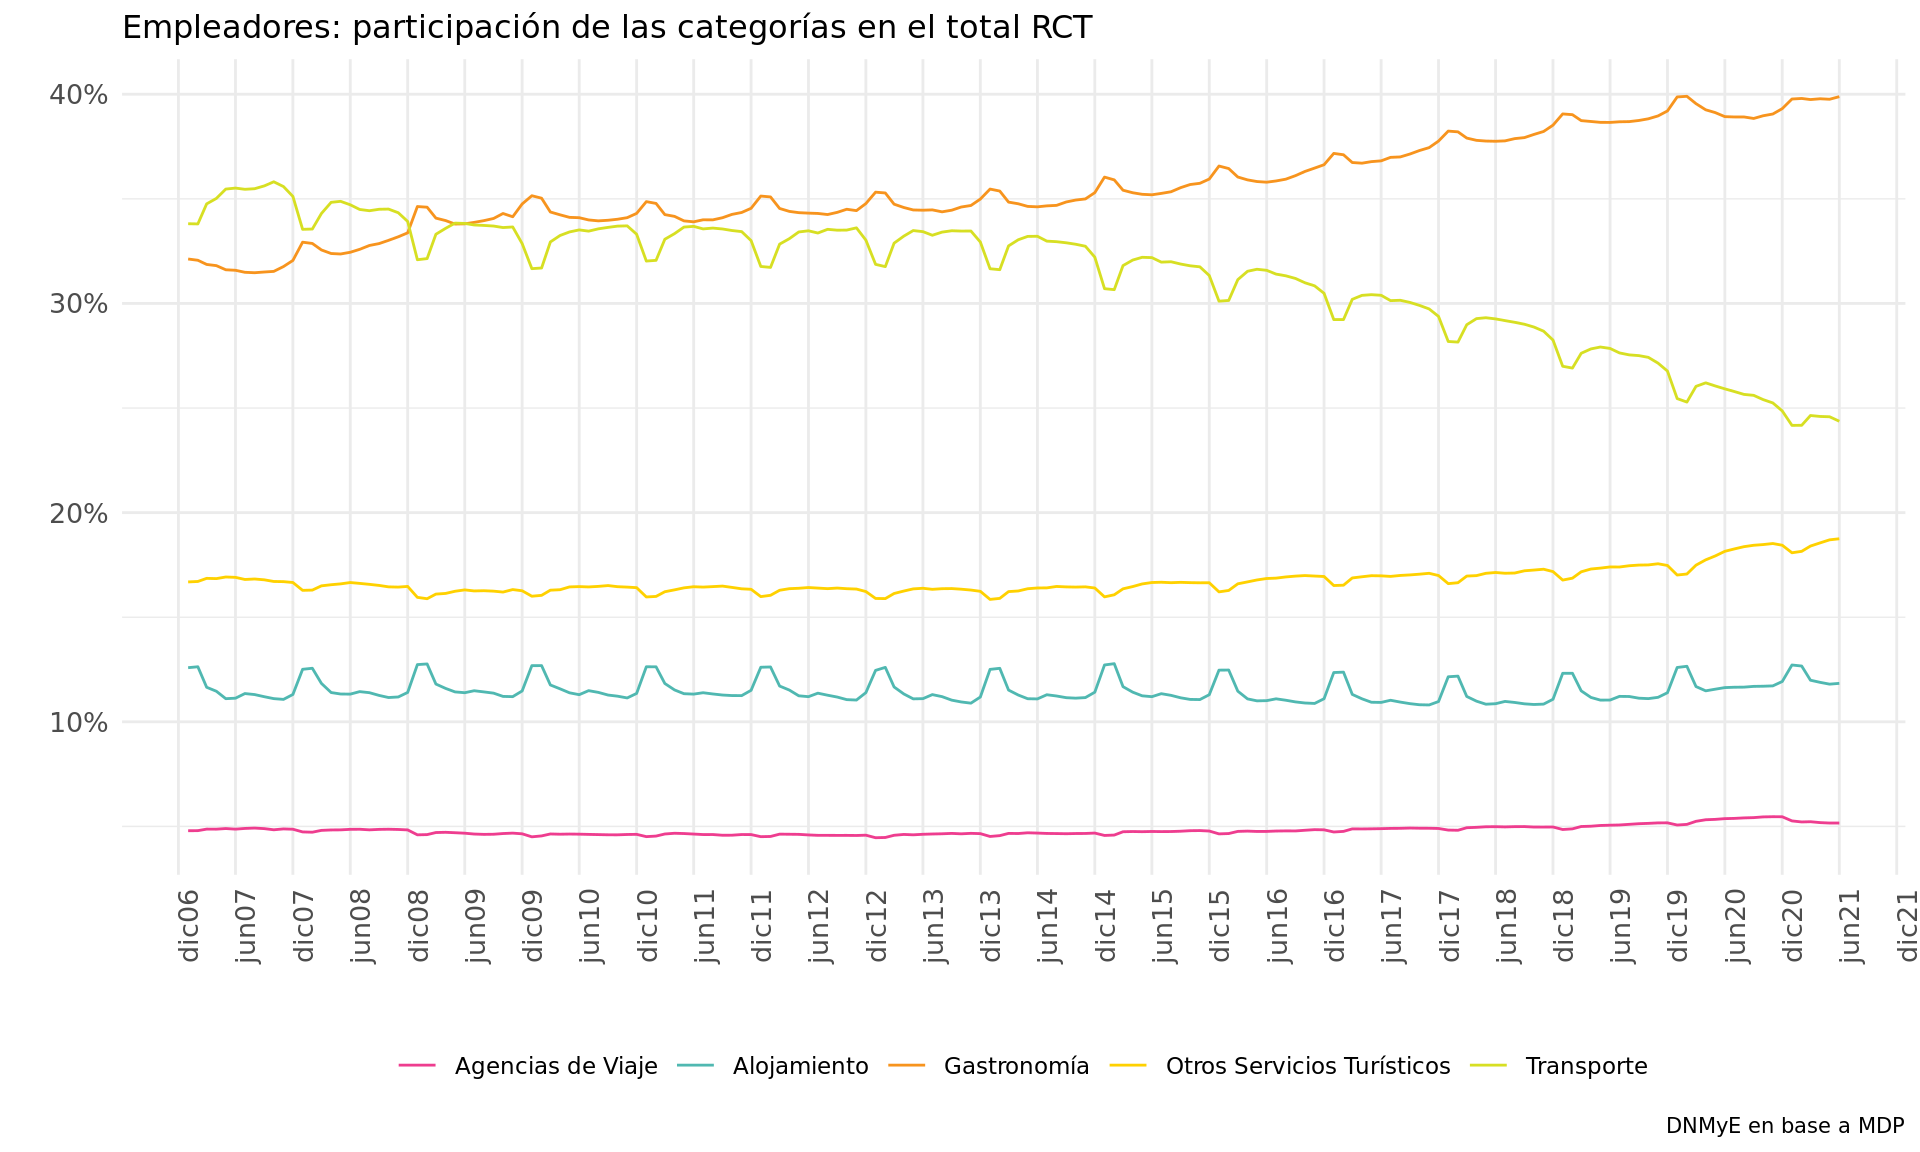 Empleadores: participación de las categorías en el total RCT
40%
30%
20%
10%
dic06
jun07
dic07
jun08
dic08
jun09
dic09
jun10
dic10
jun11
dic11
jun12
dic12
jun13
dic13
jun14
dic14
jun15
dic15
jun16
dic16
jun17
dic17
jun18
dic18
jun19
dic19
jun20
dic20
jun21
dic21
Agencias de Viaje Alojamiento Gastronomía Otros Servicios Turísticos Transporte
DNMyE en base a MDP